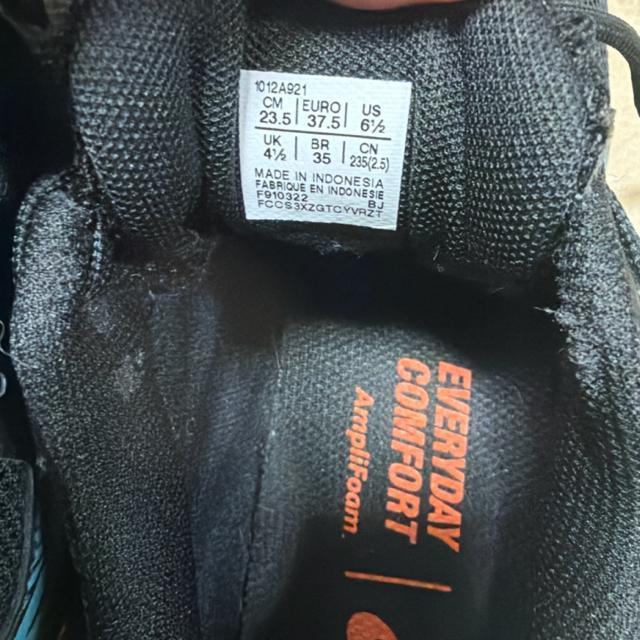 1012A921
CM EURO US
23.5 37.5 6½
UK BR CN
4½ 35 235(2.5)
MADE IN INDONESIA
FABRIQUE EN INDONESIE
F910322 BJ
FCCS3XZGTCYVRZT
EVERYDAY
COMFORT
AmpliFoam